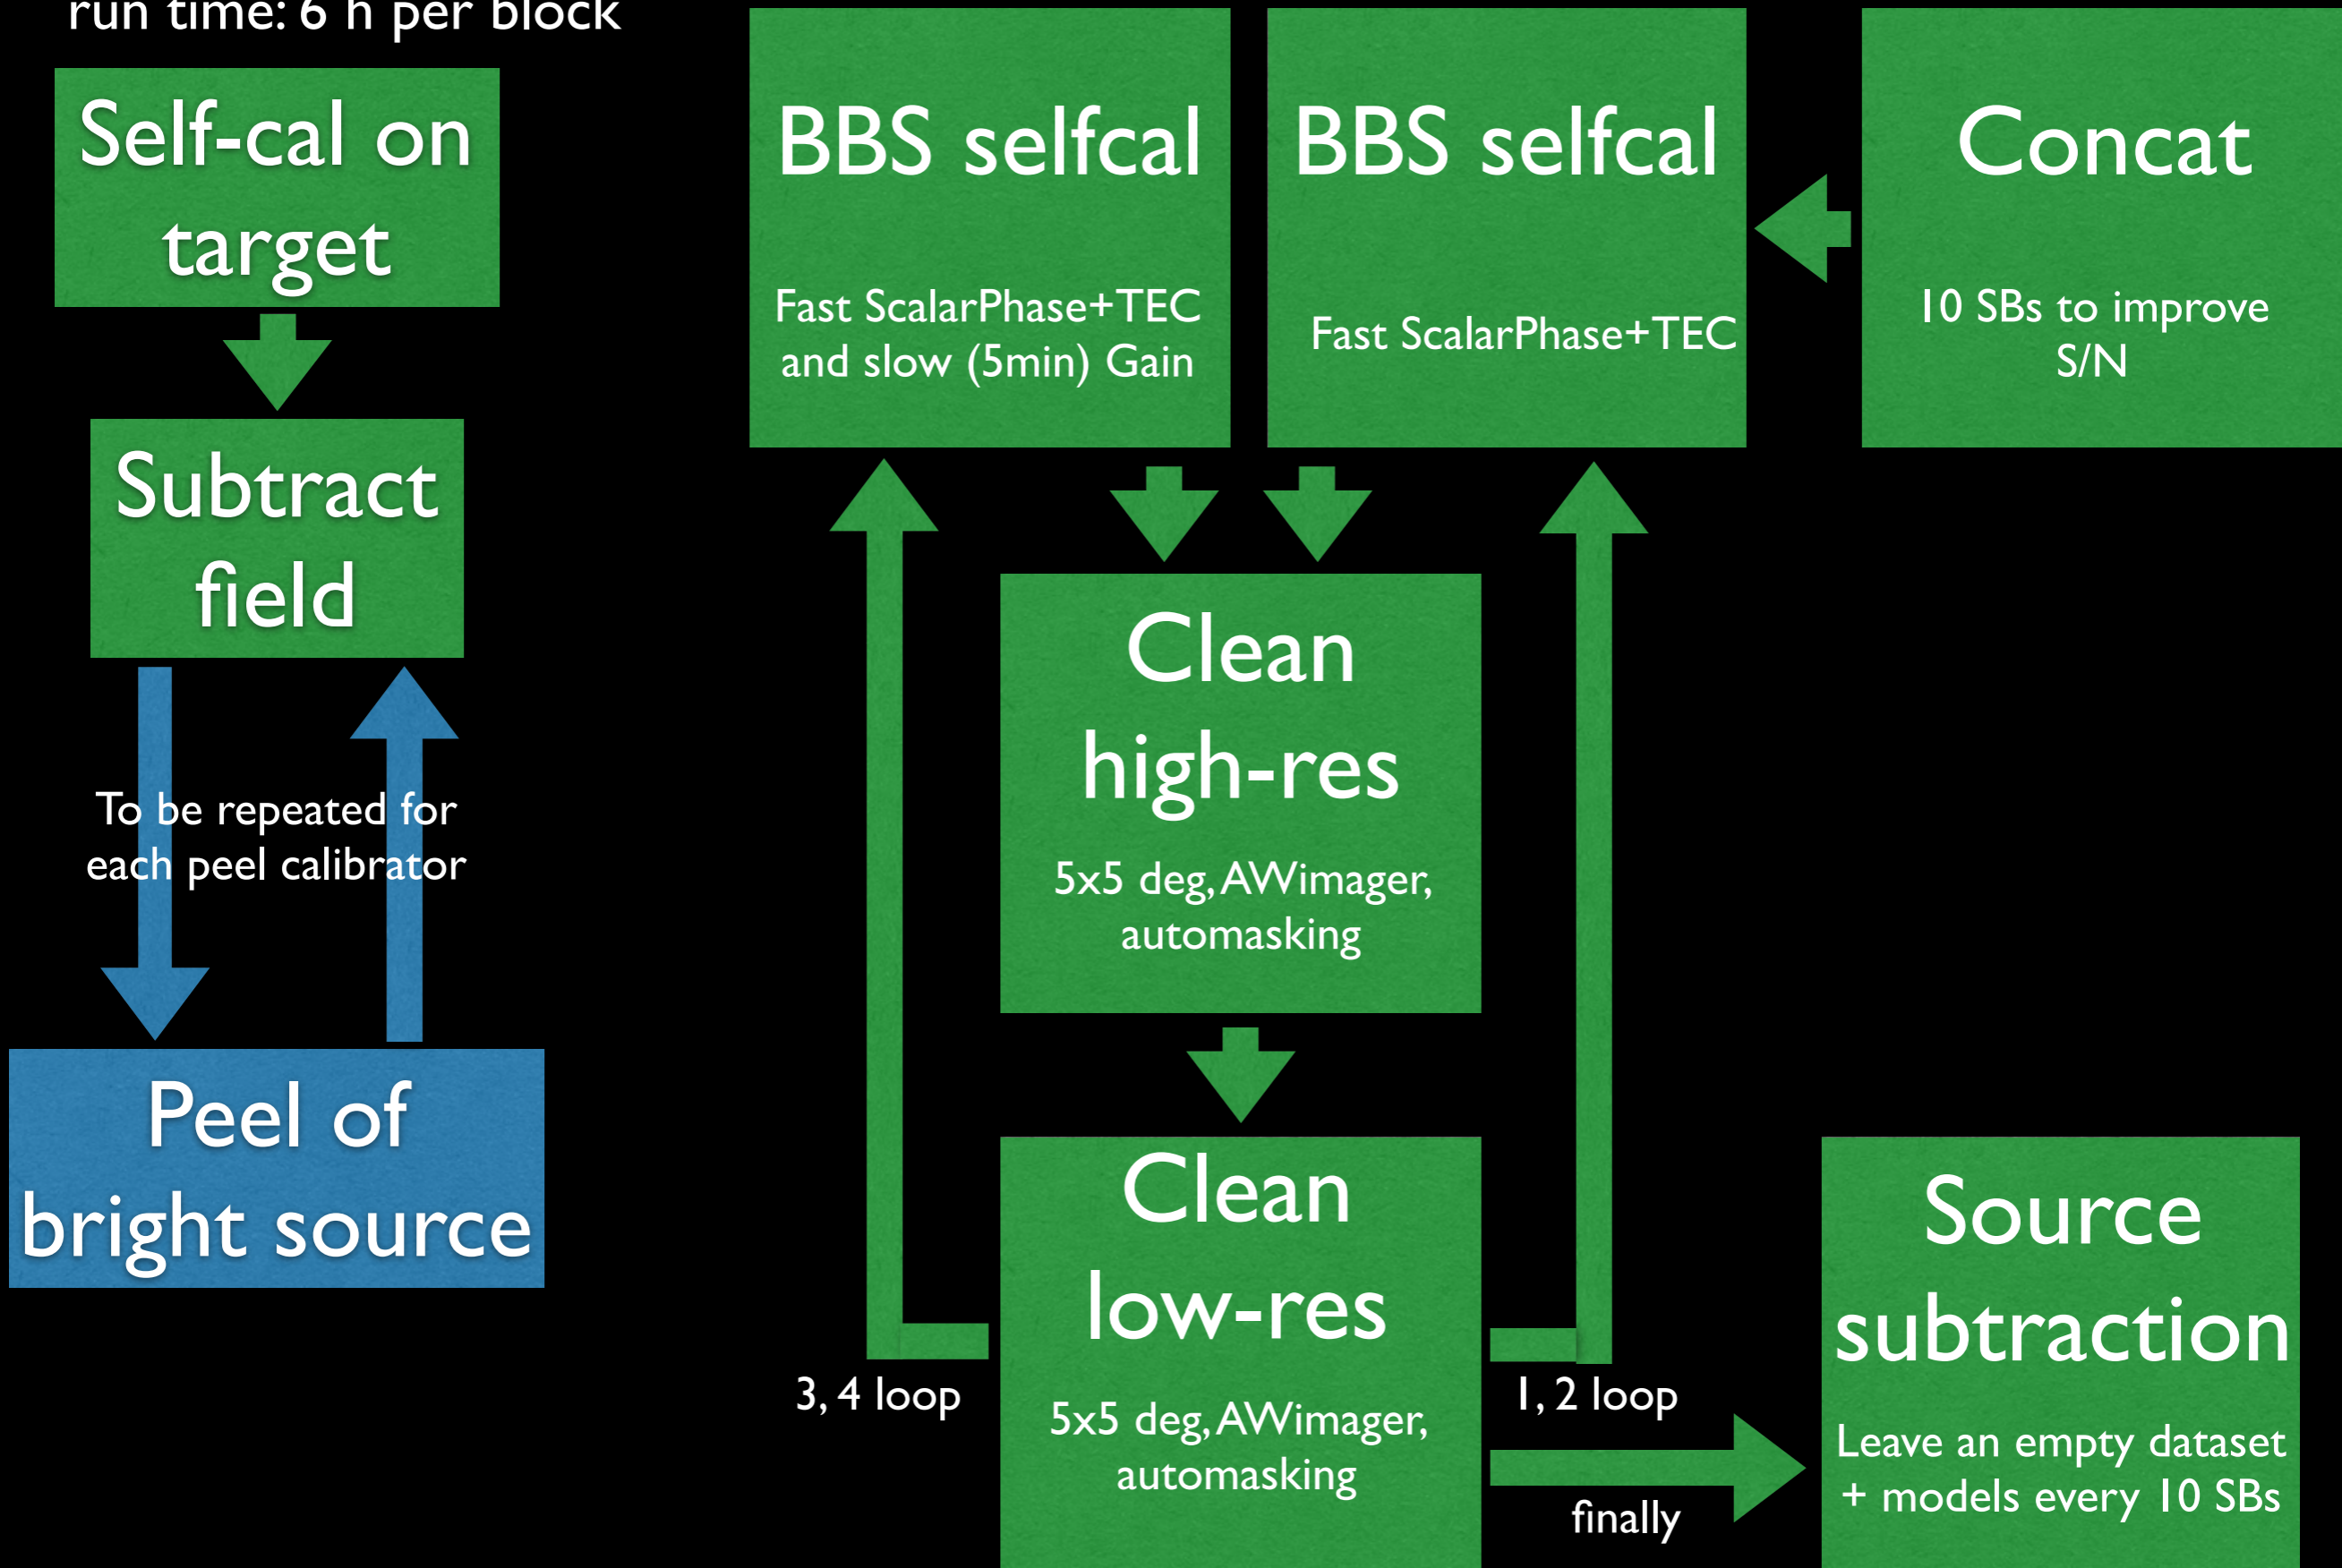 run time: 6 h per block
Self-cal on
target
Subtract
field
To be repeated for
each peel calibrator
Peel of
bright source
BBS selfcal
Fast ScalarPhase+TEC
and slow (5min) Gain
BBS selfcal
Fast ScalarPhase+TEC
Concat
10 SBs to improve
S/N
Clean
high-res
5x5 deg, AWimager,
automasking
Clean
low-res
5x5 deg, AWimager,
automasking
3, 4 loop
1, 2 loop
finally
Source
subtraction
Leave an empty dataset
+ models every 10 SBs